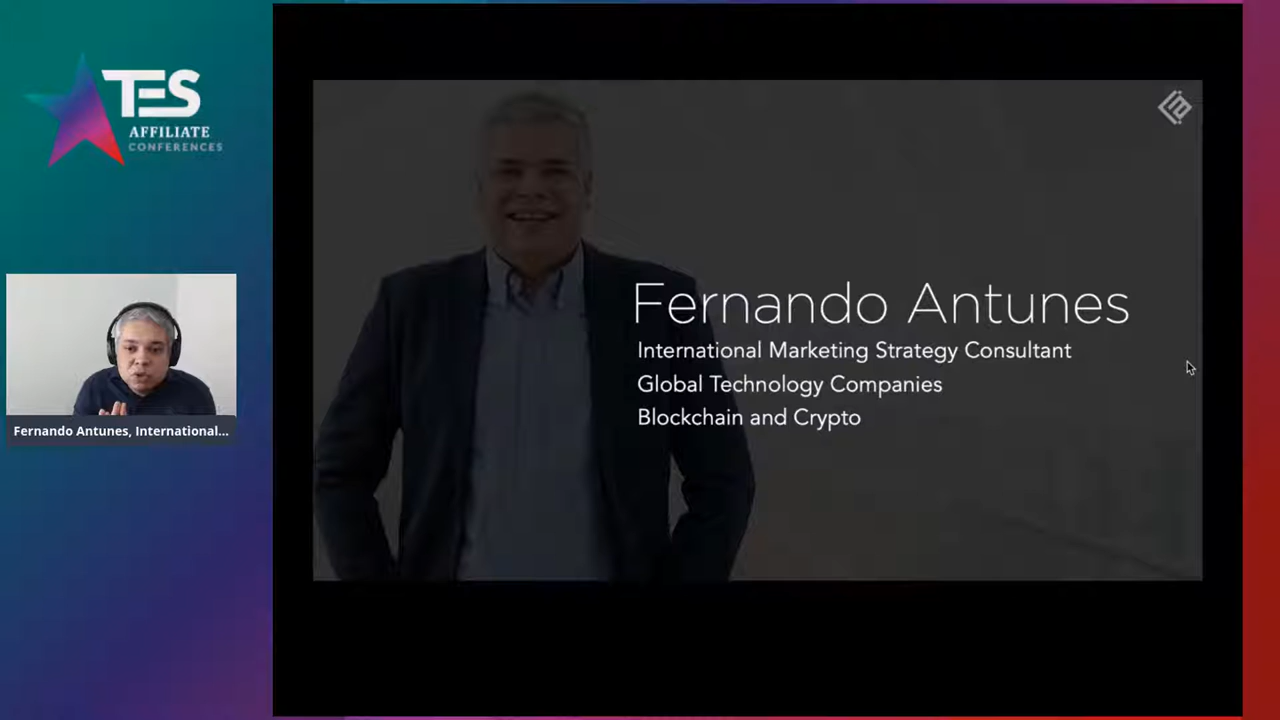 TES
AFFILIATE
CONFERENCES
Fernando Antunes
International Marketing Strategy Consultant
Global Technology Companies
Blockchain and Crypto
Fernando Antunes, International...